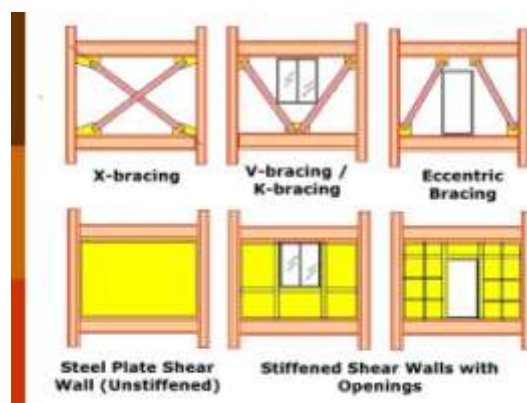 X-bracing
V-bracing /
K-bracing
Eccentric
Bracing
Steel Plate Shear
Wall (Unstiffened)
Stiffened Shear Walls with
Openings